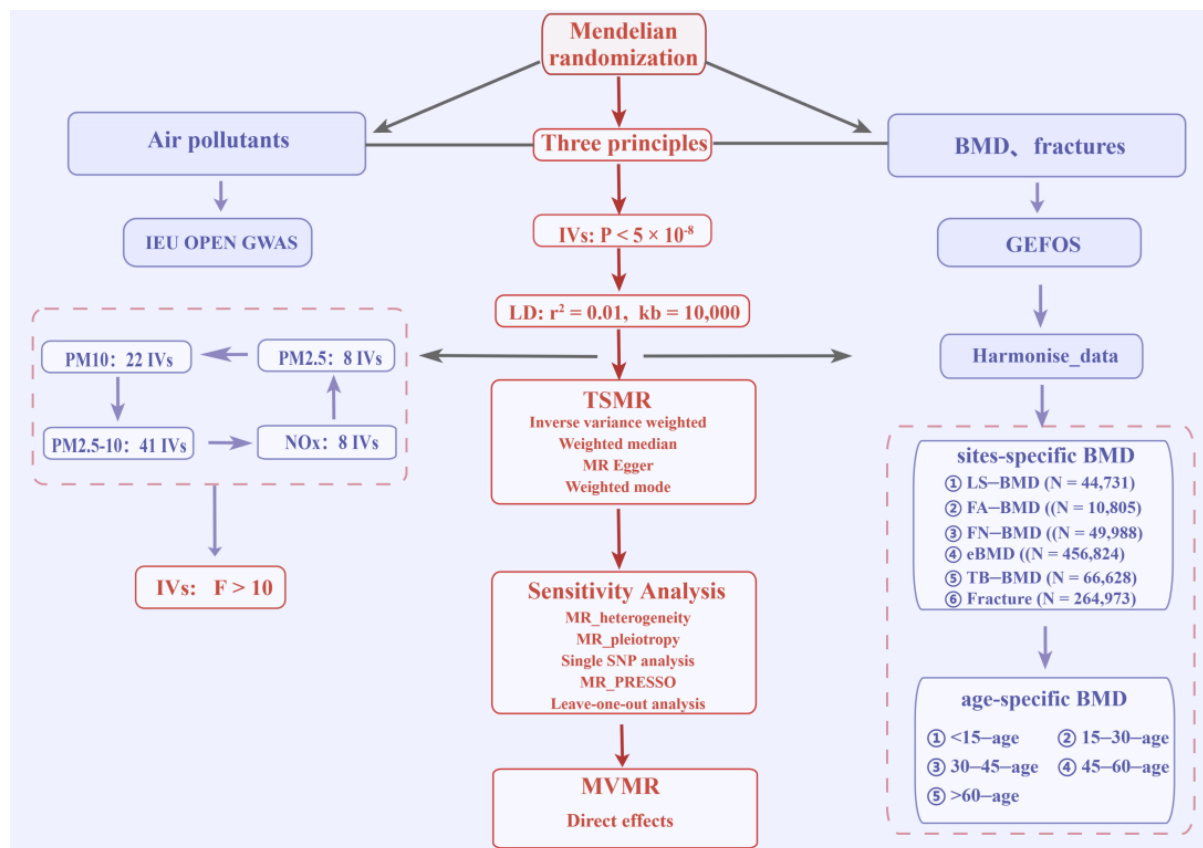 Mendelian
randomization
Air pollutants
Three principles
BMD、fractures
IEU OPEN GWAS
IVs: P < 5 × 10⁻⁸
GEFOS
LD: r² = 0.01, kb = 10,000
PM10: 22 IVs
PM2.5: 8 IVs
PM2.5-10: 41 IVs
NOx: 8 IVs
IVs: F > 10
Harmonise_data
TSMR
Inverse variance weighted
Weighted median
MR Egger
Weighted mode
Sensitivity Analysis
MR_heterogeneity
MR_pleiotropy
Single SNP analysis
MR_PRESSO
Leave-one-out analysis
MVMR
Direct effects
sites-specific BMD
① LS–BMD (N = 44,731)
② FA–BMD ((N = 10,805)
③ FN–BMD ((N = 49,988)
④ eBMD ((N = 456,824)
⑤ TB–BMD (N = 66,628)
⑥ Fracture (N = 264,973)
age-specific BMD
① <15–age ② 15–30–age
③ 30–45–age ④ 45–60–age
⑤ >60–age